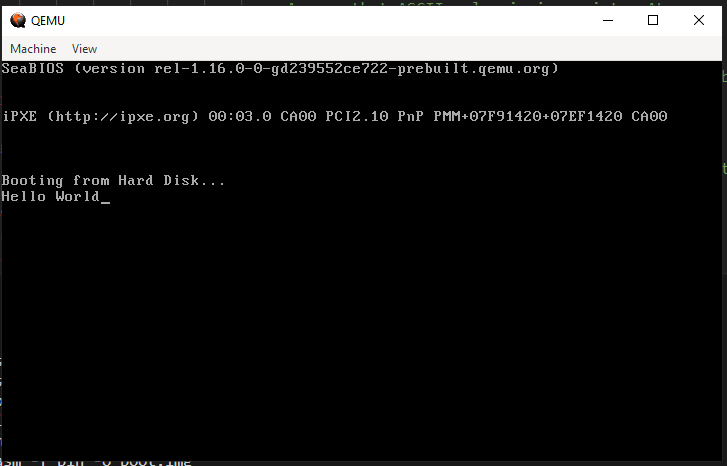 QEMU
Machine View
SeaBIOS (version rel-1.16.0-0-gd239552ce722-prebuilt.qemu.org)
iPXE (http://ipxe.org) 00:03.0 CA00 PCI2.10 PnP PMM+07F91420+07EF1420 CA00
Booting from Hard Disk...
Hello World_